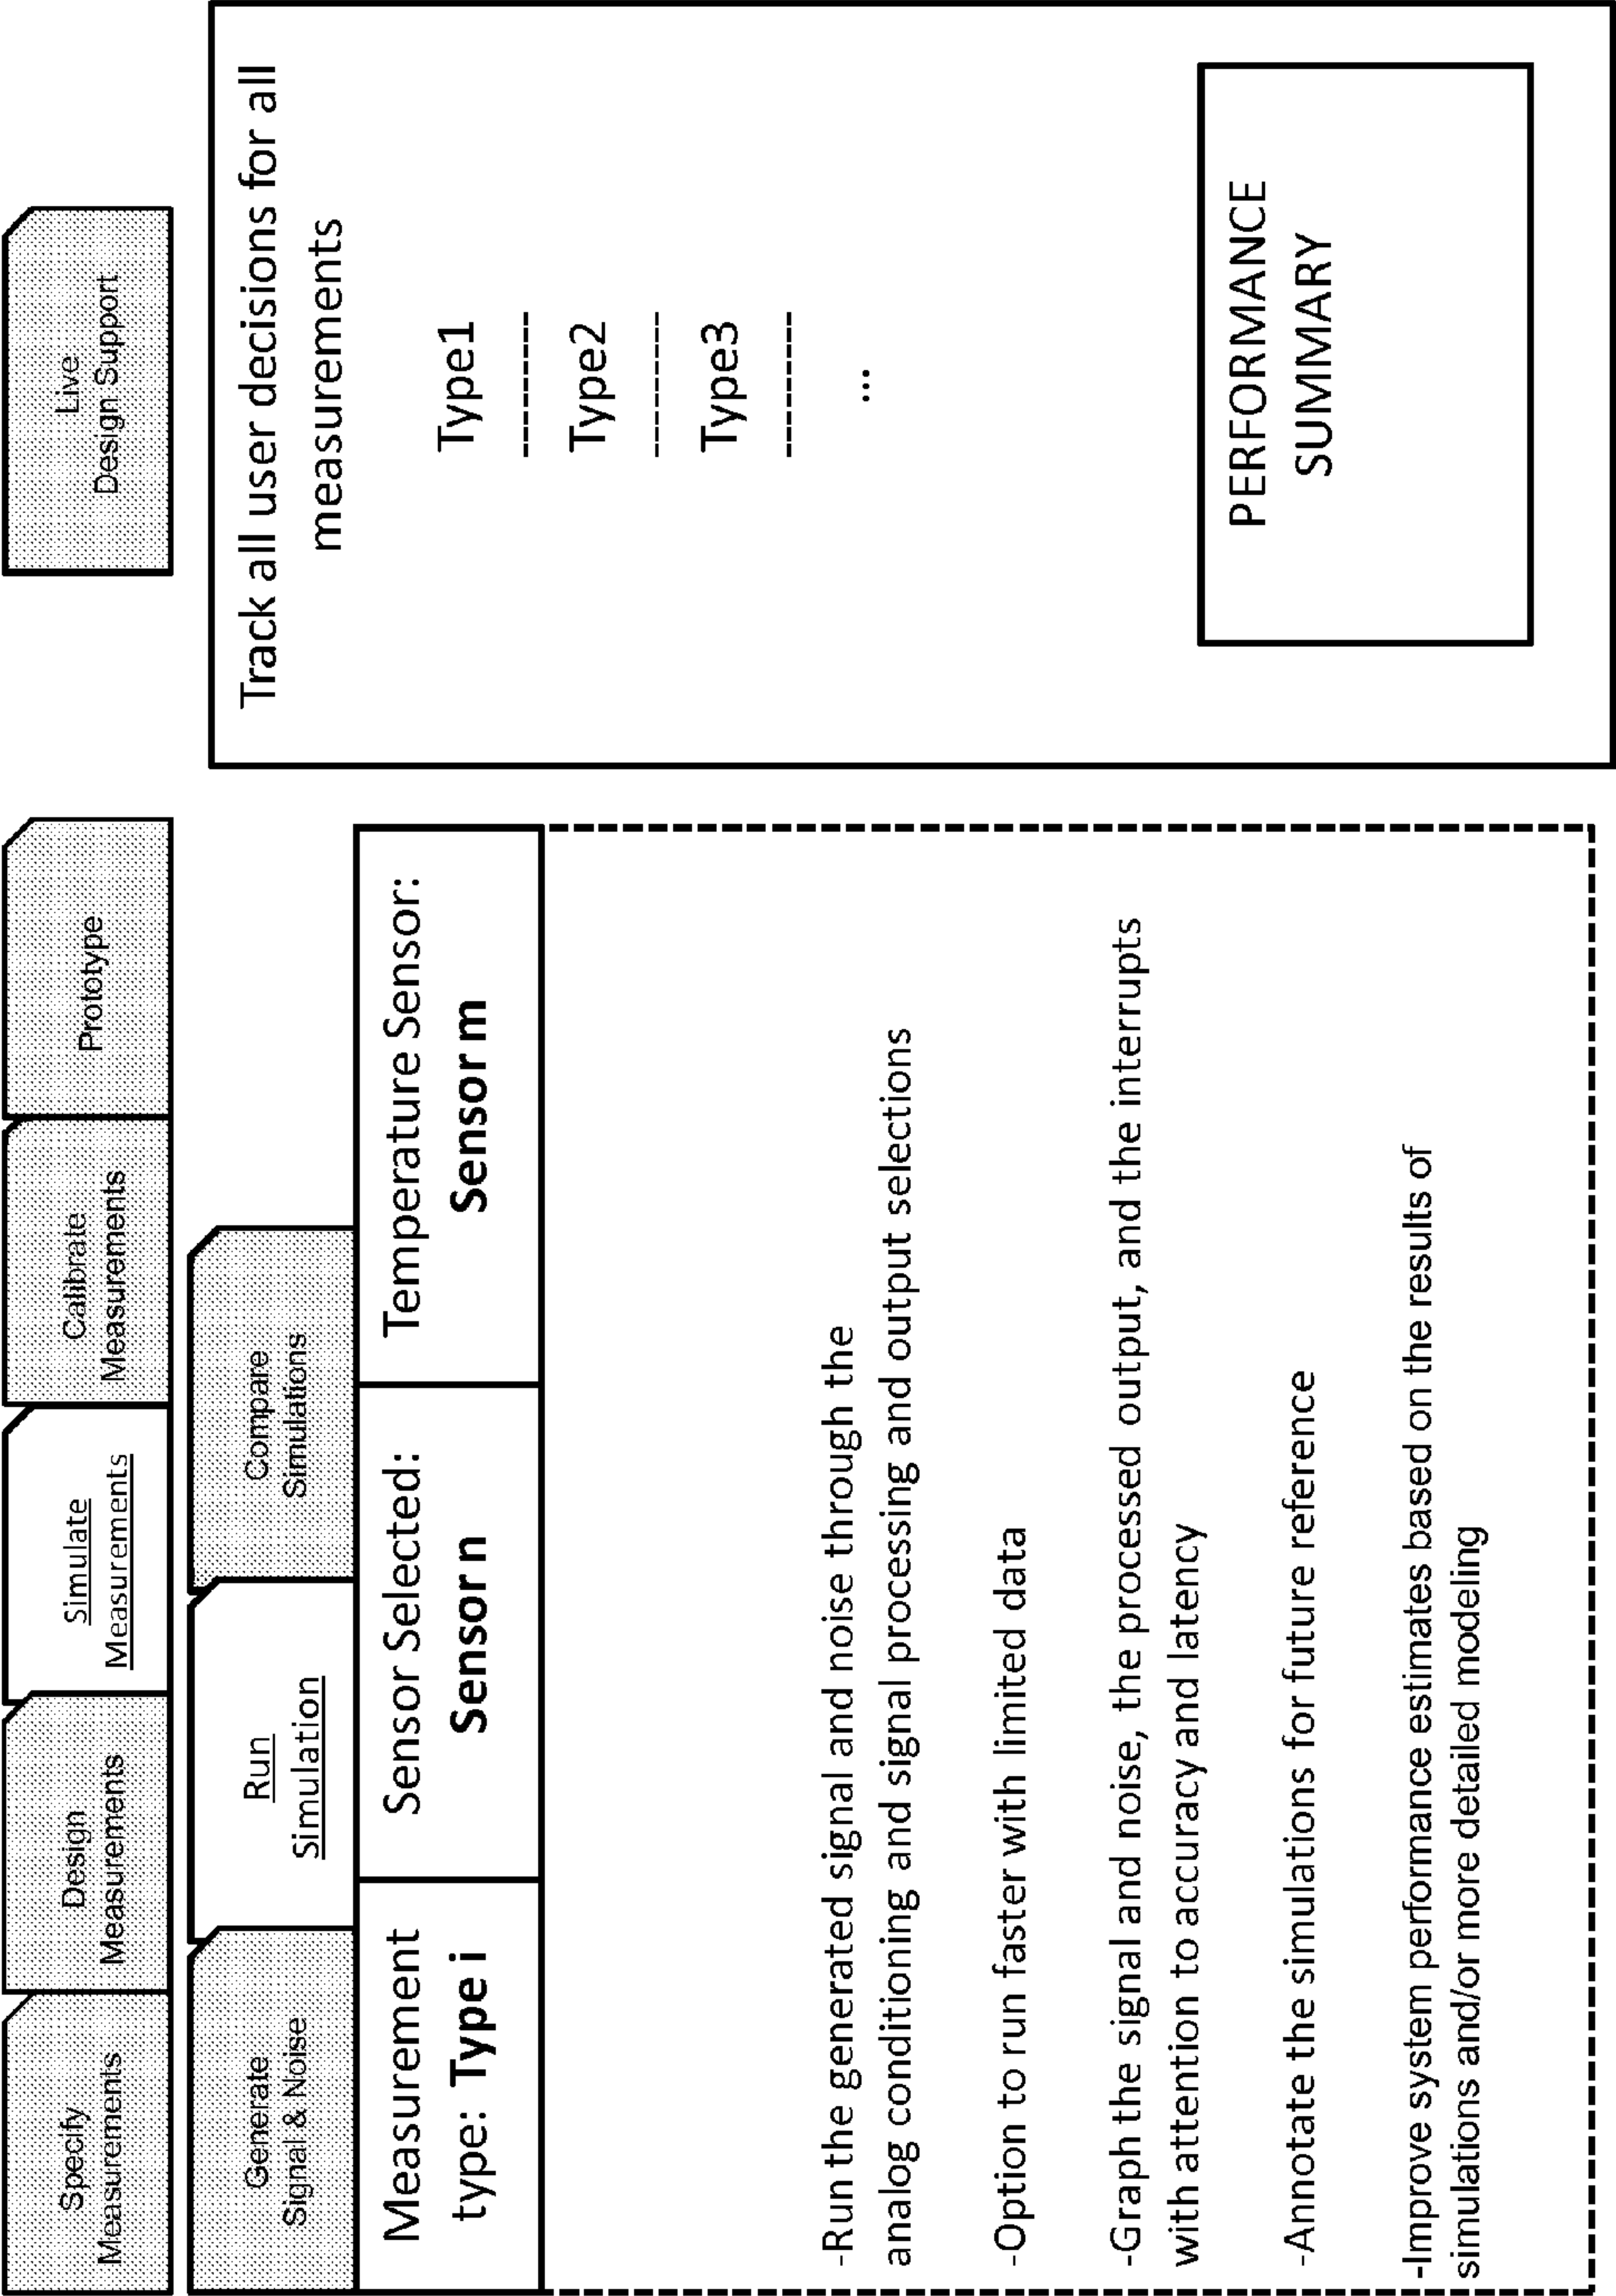 Specify
Measurements
Design
Measurements
Simulate
Measurements
Calibrate
Measurements
Prototype
Live
Design Support
Generate
Signal & Noise
Run
Simulation
Compare
Simulations
Measurement
type: Type i
Sensor Selected:
Sensor n
Temperature Sensor:
Sensor m
-Run the generated signal and noise through the
analog conditioning and signal processing and output selections
-Option to run faster with limited data
-Graph the signal and noise, the processed output, and the interrupts
with attention to accuracy and latency
-Annotate the simulations for future reference
-Improve system performance estimates based on the results of
simulations and/or more detailed modeling
Track all user decisions for all
measurements
Type1
Type2
Type3
...
PERFORMANCE
SUMMARY